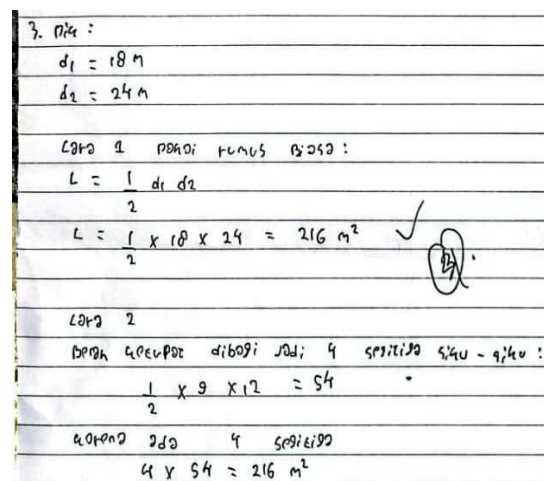 3. Dik :
d₁ = 18 m
d₂ = 24 m
Cara 1 pakai rumus biasa :
L = 1/2 d₁ d₂
L = 1/2 × 18 × 24 = 216 m² ✓
Cara 2
Belah ketupat dibagi jadi 4 segitiga siku - siku :
1/2 × 9 × 12 = 54
karena ada 4 segitiga
4 × 54 = 216 m²